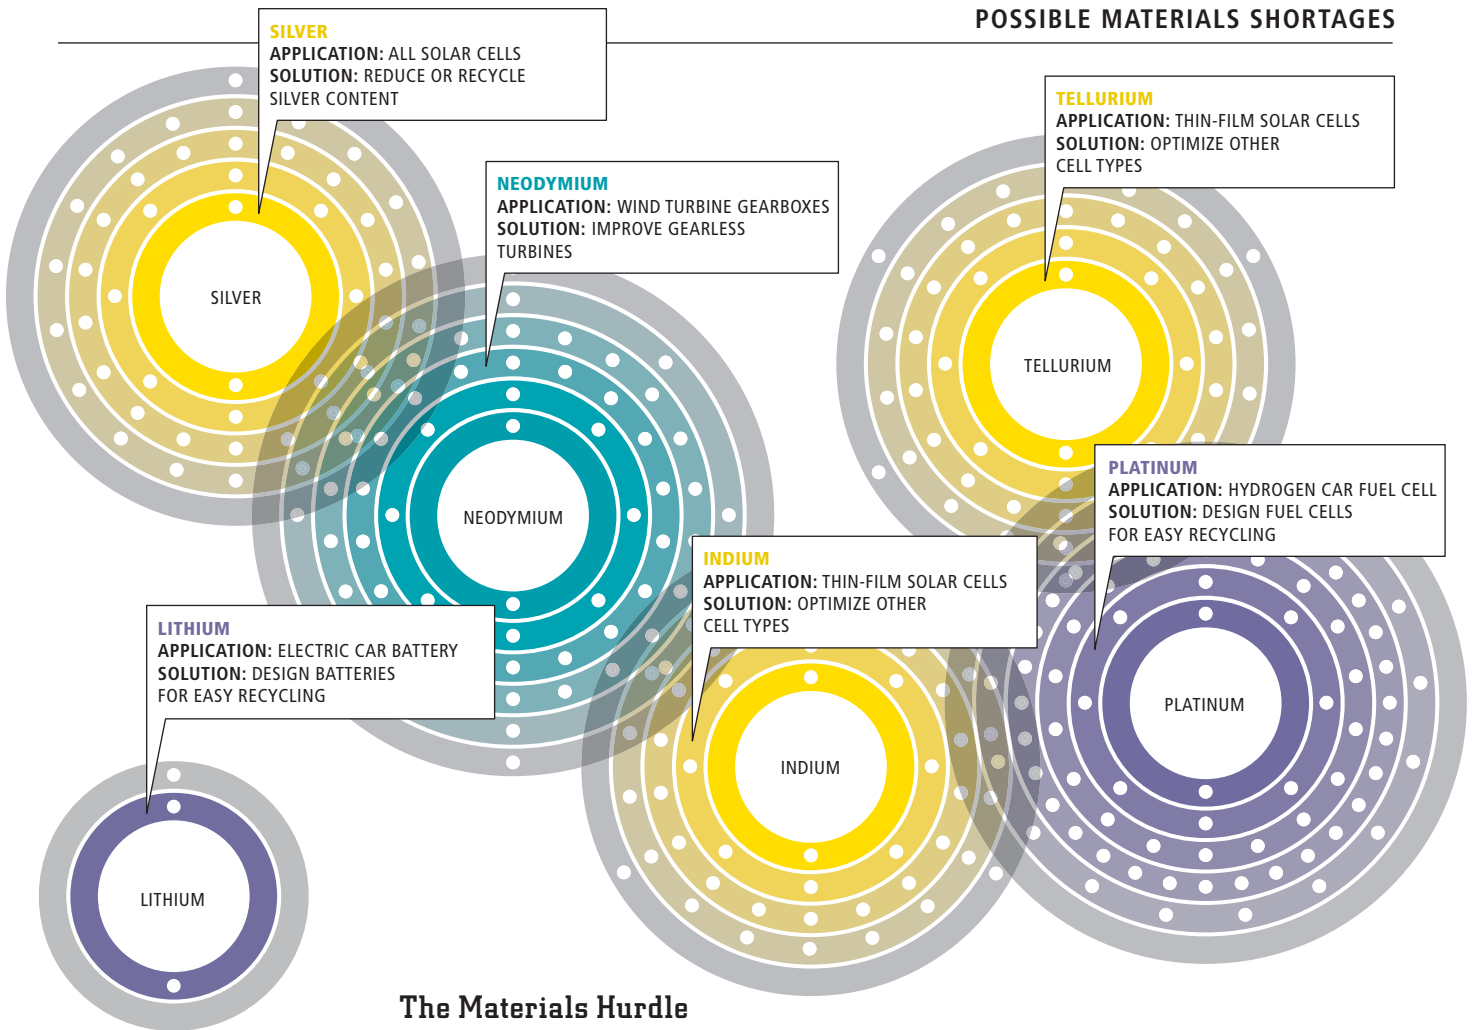 POSSIBLE MATERIALS SHORTAGES
SILVER
APPLICATION: ALL SOLAR CELLS
SOLUTION: REDUCE OR RECYCLE
SILVER CONTENT
TELLURIUM
APPLICATION: THIN-FILM SOLAR CELLS
SOLUTION: OPTIMIZE OTHER
CELL TYPES
NEODYMIUM
APPLICATION: WIND TURBINE GEARBOXES
SOLUTION: IMPROVE GEARLESS
TURBINES
SILVER
TELLURIUM
PLATINUM
APPLICATION: HYDROGEN CAR FUEL CELL
SOLUTION: DESIGN FUEL CELLS
FOR EASY RECYCLING
NEODYMIUM
INDIUM
APPLICATION: THIN-FILM SOLAR CELLS
SOLUTION: OPTIMIZE OTHER
CELL TYPES
LITHIUM
APPLICATION: ELECTRIC CAR BATTERY
SOLUTION: DESIGN BATTERIES
FOR EASY RECYCLING
PLATINUM
INDIUM
LITHIUM
The Materials Hurdle